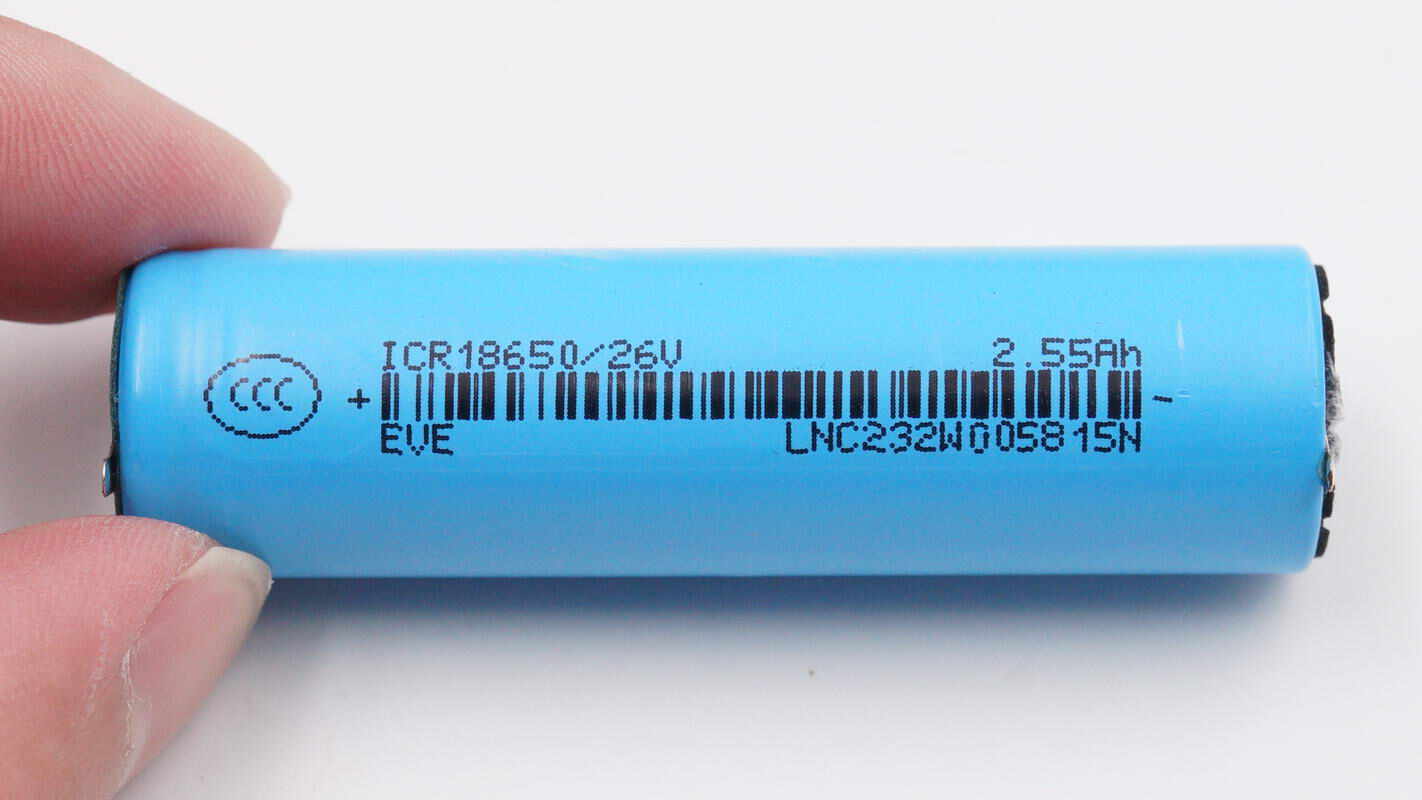 CCC
ICR18650/26V 2.55Ah
+ -
EVE LNC232W005815N